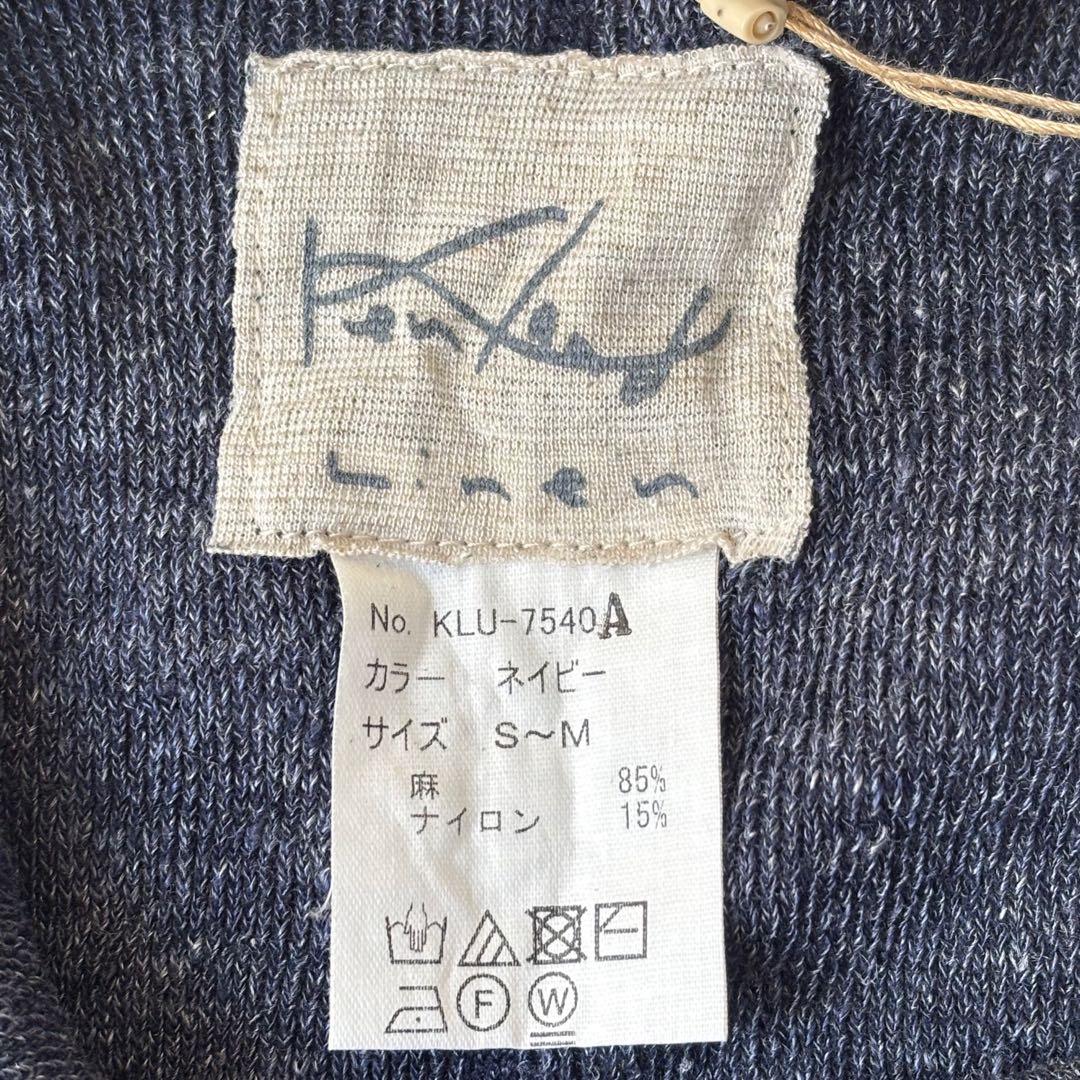 Linen
No. KLU-7540A
カラー ネイビー
サイズ S～M
麻 85%
ナイロン 15%
F W